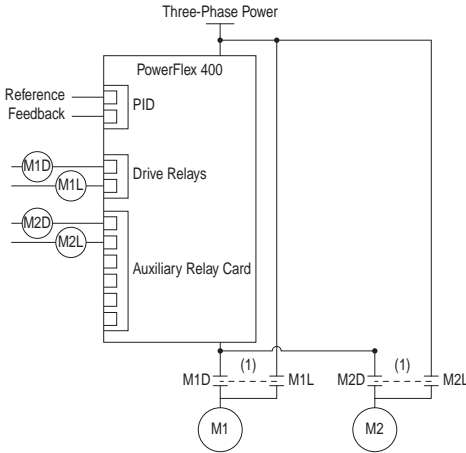 Three-Phase Power
PowerFlex 400
Reference
Feedback
PID
M1D
M1L
Drive Relays
M2D
M2L
Auxiliary Relay Card
(1) (1)
M1D M1L M2D M2L
M1 M2